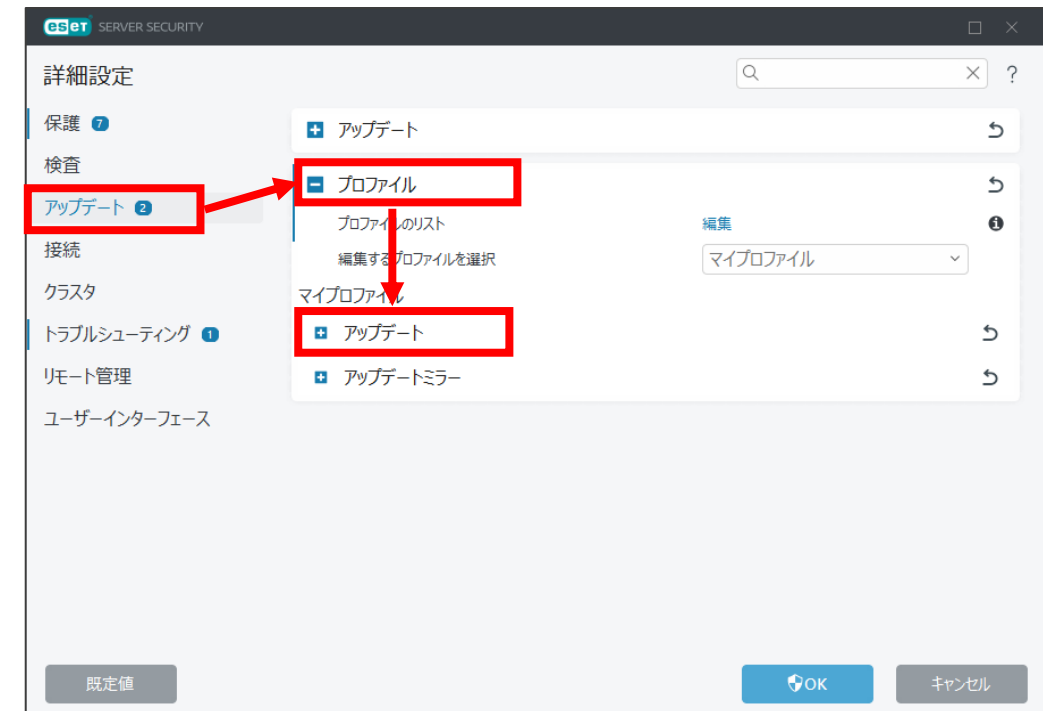 eset SERVER SECURITY
詳細設定
?
保護 7
検査
アップデート 2
接続
クラスタ
トラブルシューティング 1
リモート管理
ユーザーインターフェース
アップデート
プロファイル
プロファイルのリスト 編集
編集するプロファイルを選択 マイプロファイル
マイプロファイル
アップデート
アップデートミラー
既定値 OK キャンセル